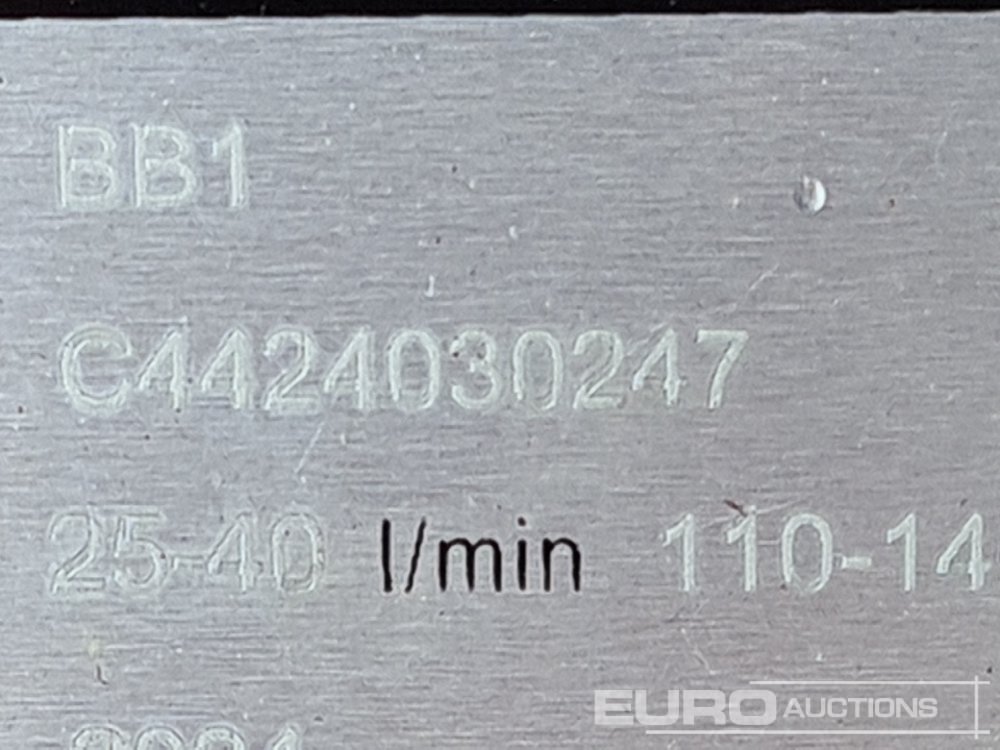 BB1
C4424030247
25-40 l/min 110-14
EURO AUCTIONS